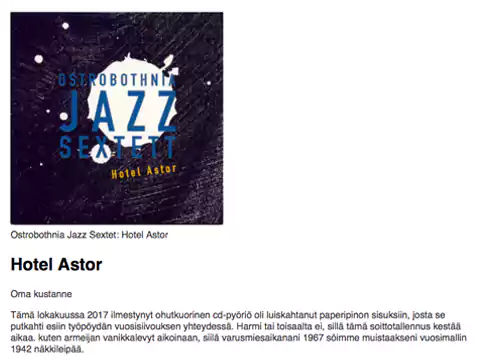 OSTROBOTHNIA
JAZZ
SEXTETT
Hotel Astor
Ostrobothnia Jazz Sextet: Hotel Astor
Hotel Astor
Oma kustanne
Tämä lokakuussa 2017 ilmestynyt ohutkuorinen cd-pyöriö oli luiskahtanut paperipinon sisuksiin, josta se
putkahti esiin työpöydän vuosisiivouksen yhteydessä. Harmi tai toisaalta ei, sillä tämä soittotallennus kestää
aikaa. kuten armeijan vanikkalevyt aikoinaan, siilä varusmiesaikanani 1967 söimme muistaakseni vuosimallin
1942 näkkileipää.